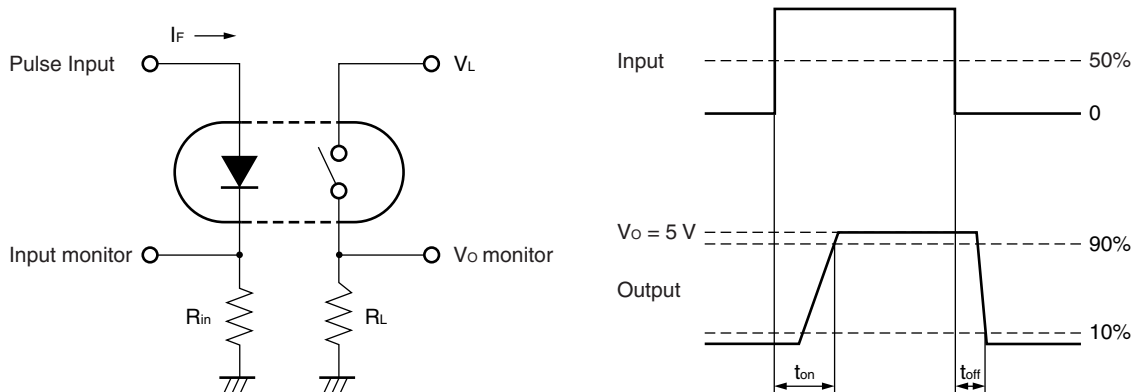 IF
Pulse Input
VL
Input monitor
VO monitor
Rin
RL
Input
50%
0
VO = 5 V
90%
Output
10%
ton
toff